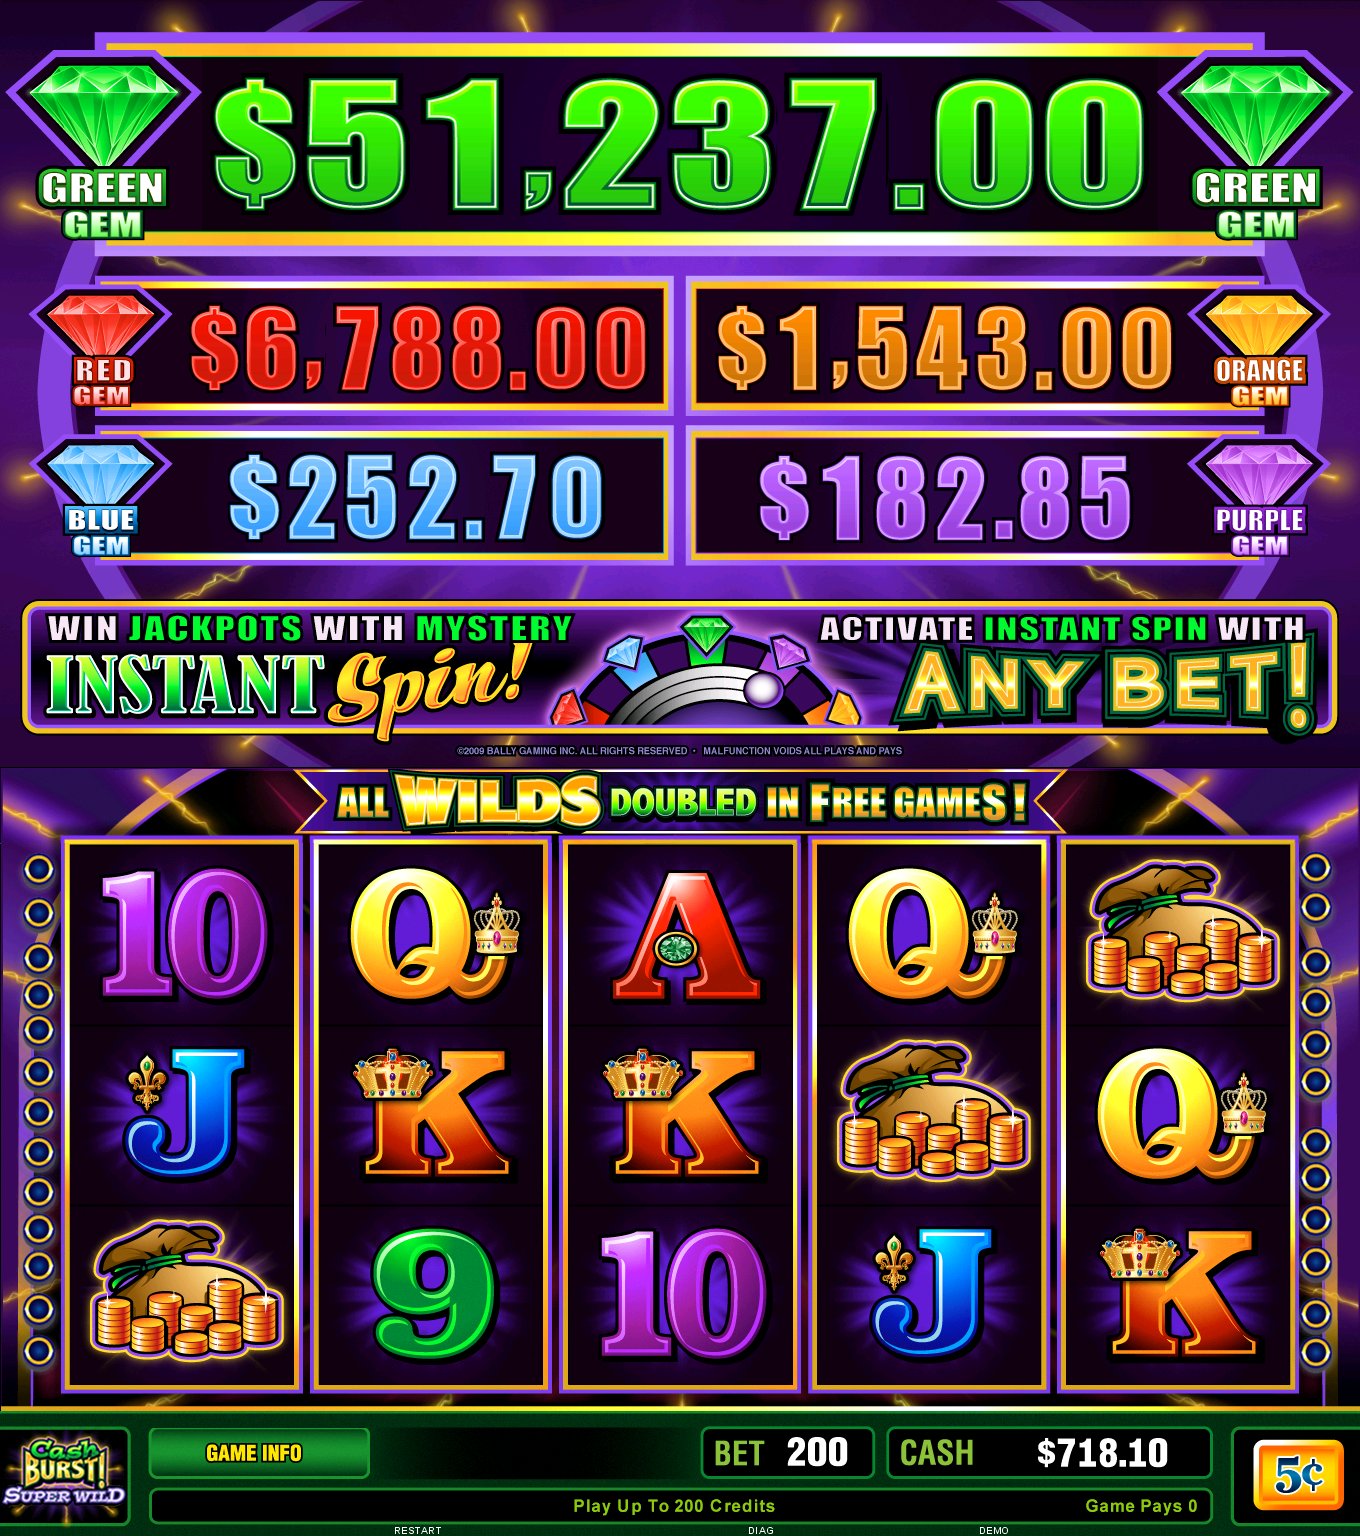 $51,237.00
GREEN GEM
GREEN GEM
$6,788.00
RED GEM
$1,543.00
ORANGE GEM
$252.70
BLUE GEM
$182.85
PURPLE GEM
WIN JACKPOTS WITH MYSTERY
INSTANT Spin!
ACTIVATE INSTANT SPIN WITH
ANY BET!
©2009 BALLY GAMING INC. ALL RIGHTS RESERVED • MALFUNCTION VOIDS ALL PLAYS AND PAYS
ALL WILDS DOUBLED IN FREE GAMES!
10 Q A Q
J K K Q
9 10 J K
Cash BURST! SUPER WILD
GAME INFO
BET 200
CASH $718.10
5¢
Play Up To 200 Credits
Game Pays 0
RESTART DIAG DEMO